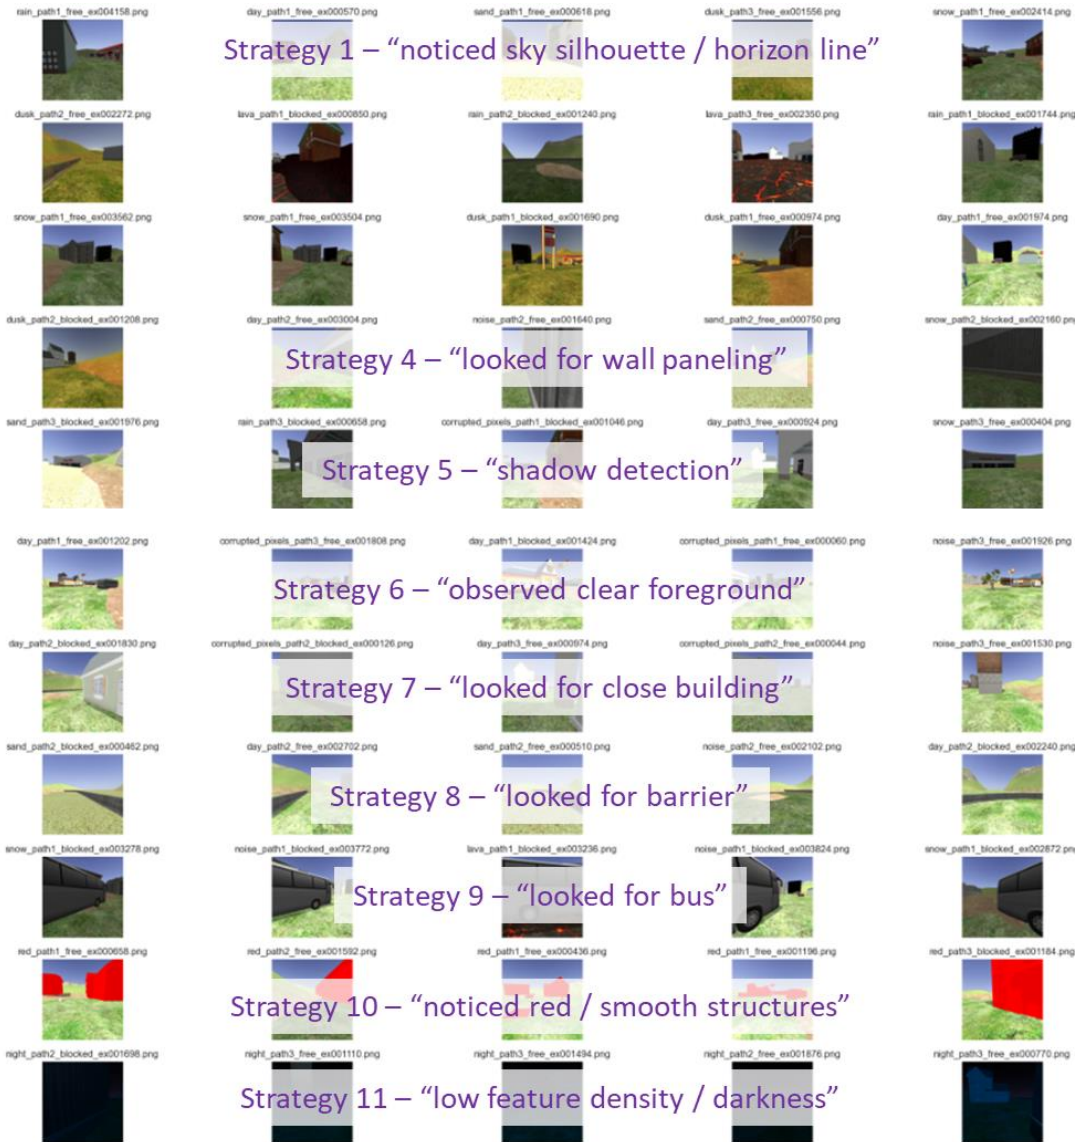 rain_path1_free_ex004158.png day_path1_free_ex000570.png sand_path1_free_ex000618.png dusk_path3_free_ex001556.png snow_path1_free_ex002414.png
Strategy 1 – “noticed sky silhouette / horizon line”
dusk_path2_free_ex002272.png lava_path1_blocked_ex000850.png rain_path2_blocked_ex001240.png lava_path3_free_ex002350.png rain_path1_blocked_ex001744.png
snow_path1_free_ex003562.png snow_path1_free_ex003504.png dusk_path1_blocked_ex001690.png dusk_path1_free_ex000974.png day_path1_free_ex001974.png
dusk_path2_blocked_ex001208.png day_path2_free_ex003004.png noise_path1_free_ex001640.png sand_path2_free_ex000750.png snow_path2_blocked_ex002160.png
Strategy 4 – “looked for wall paneling”
sand_path3_blocked_ex001976.png rain_path3_blocked_ex000658.png corrupted_pixels_path1_blocked_ex001046.png day_path3_free_ex000924.png snow_path3_free_ex000404.png
Strategy 5 – “shadow detection”
day_path1_free_ex001202.png corrupted_pixels_path3_free_ex001808.png day_path1_blocked_ex001424.png corrupted_pixels_path1_free_ex000060.png noise_path3_free_ex001926.png
Strategy 6 – “observed clear foreground”
day_path2_blocked_ex001830.png corrupted_pixels_path2_blocked_ex000126.png day_path3_free_ex000974.png corrupted_pixels_path2_free_ex000044.png noise_path3_free_ex001530.png
Strategy 7 – “looked for close building”
sand_path2_blocked_ex000462.png day_path2_free_ex002702.png sand_path2_free_ex000510.png noise_path2_free_ex002102.png day_path2_blocked_ex002240.png
Strategy 8 – “looked for barrier”
snow_path1_blocked_ex003278.png noise_path1_blocked_ex003772.png lava_path1_blocked_ex003236.png noise_path1_blocked_ex003824.png snow_path1_blocked_ex002872.png
Strategy 9 – “looked for bus”
red_path1_free_ex000658.png red_path2_free_ex001592.png red_path1_free_ex000436.png red_path1_free_ex001196.png red_path3_blocked_ex001184.png
Strategy 10 – “noticed red / smooth structures”
night_path2_blocked_ex001698.png night_path3_free_ex001110.png night_path3_free_ex001494.png night_path2_free_ex001876.png night_path3_free_ex000770.png
Strategy 11 – “low feature density / darkness”